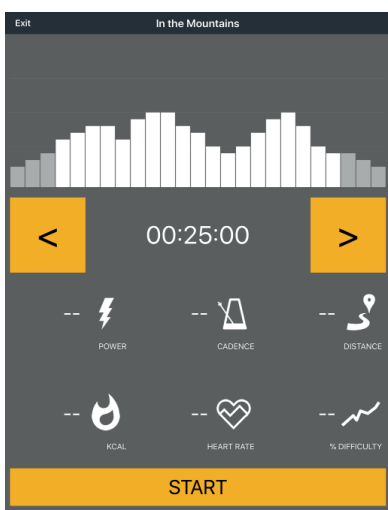 Exit In the Mountains
< 00:25:00 >
-- -- --
POWER CADENCE DISTANCE
-- -- --
KCAL HEART RATE % DIFFICULTY
START